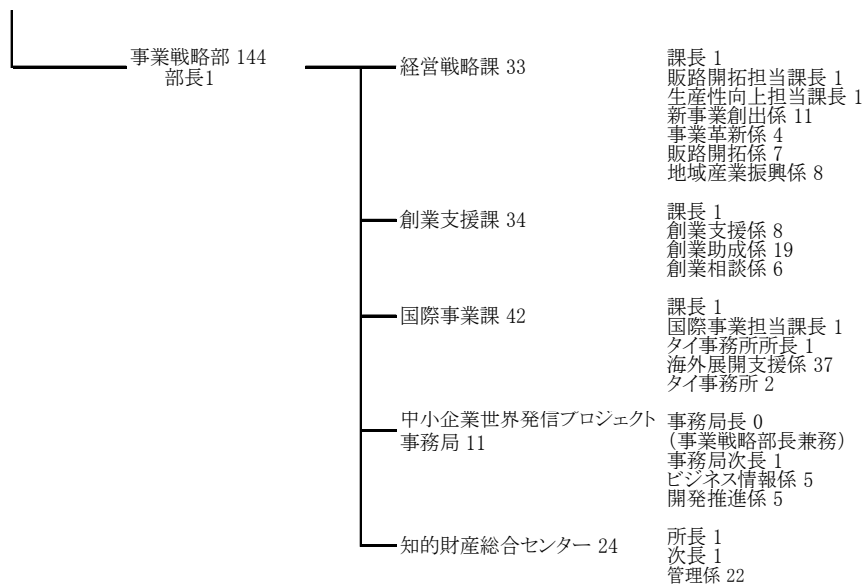 事業戦略部 144
部長1
経営戦略課 33
課長 1
販路開拓担当課長 1
生産性向上担当課長 1
新事業創出係 11
事業革新係 4
販路開拓係 7
地域産業振興係 8
創業支援課 34
課長 1
創業支援係 8
創業助成係 19
創業相談係 6
国際事業課 42
課長 1
国際事業担当課長 1
タイ事務所所長 1
海外展開支援係 37
タイ事務所 2
中小企業世界発信プロジェクト
事務局 11
事務局長 0
(事業戦略部長兼務)
事務局次長 1
ビジネス情報係 5
開発推進係 5
知的財産総合センター 24
所長 1
次長 1
管理係 22